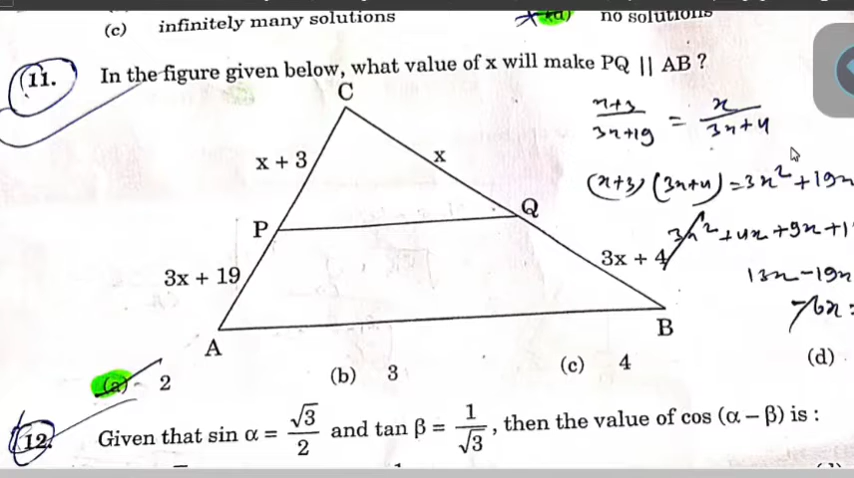 (c) infinitely many solutions (d) no solutions
11. In the figure given below, what value of x will make PQ || AB ?
C
x + 3
x
P
Q
3x + 19
3x + 4
A
B
x+3/3x+19 = x/3x+4
(x+3) (3x+4) = 3x² + 19x
3x² + 4x + 9x + 1
13x - 19x
-6x =
(a) 2 (b) 3 (c) 4 (d)
12. Given that sin α = √3/2 and tan β = 1/√3, then the value of cos (α – β) is :